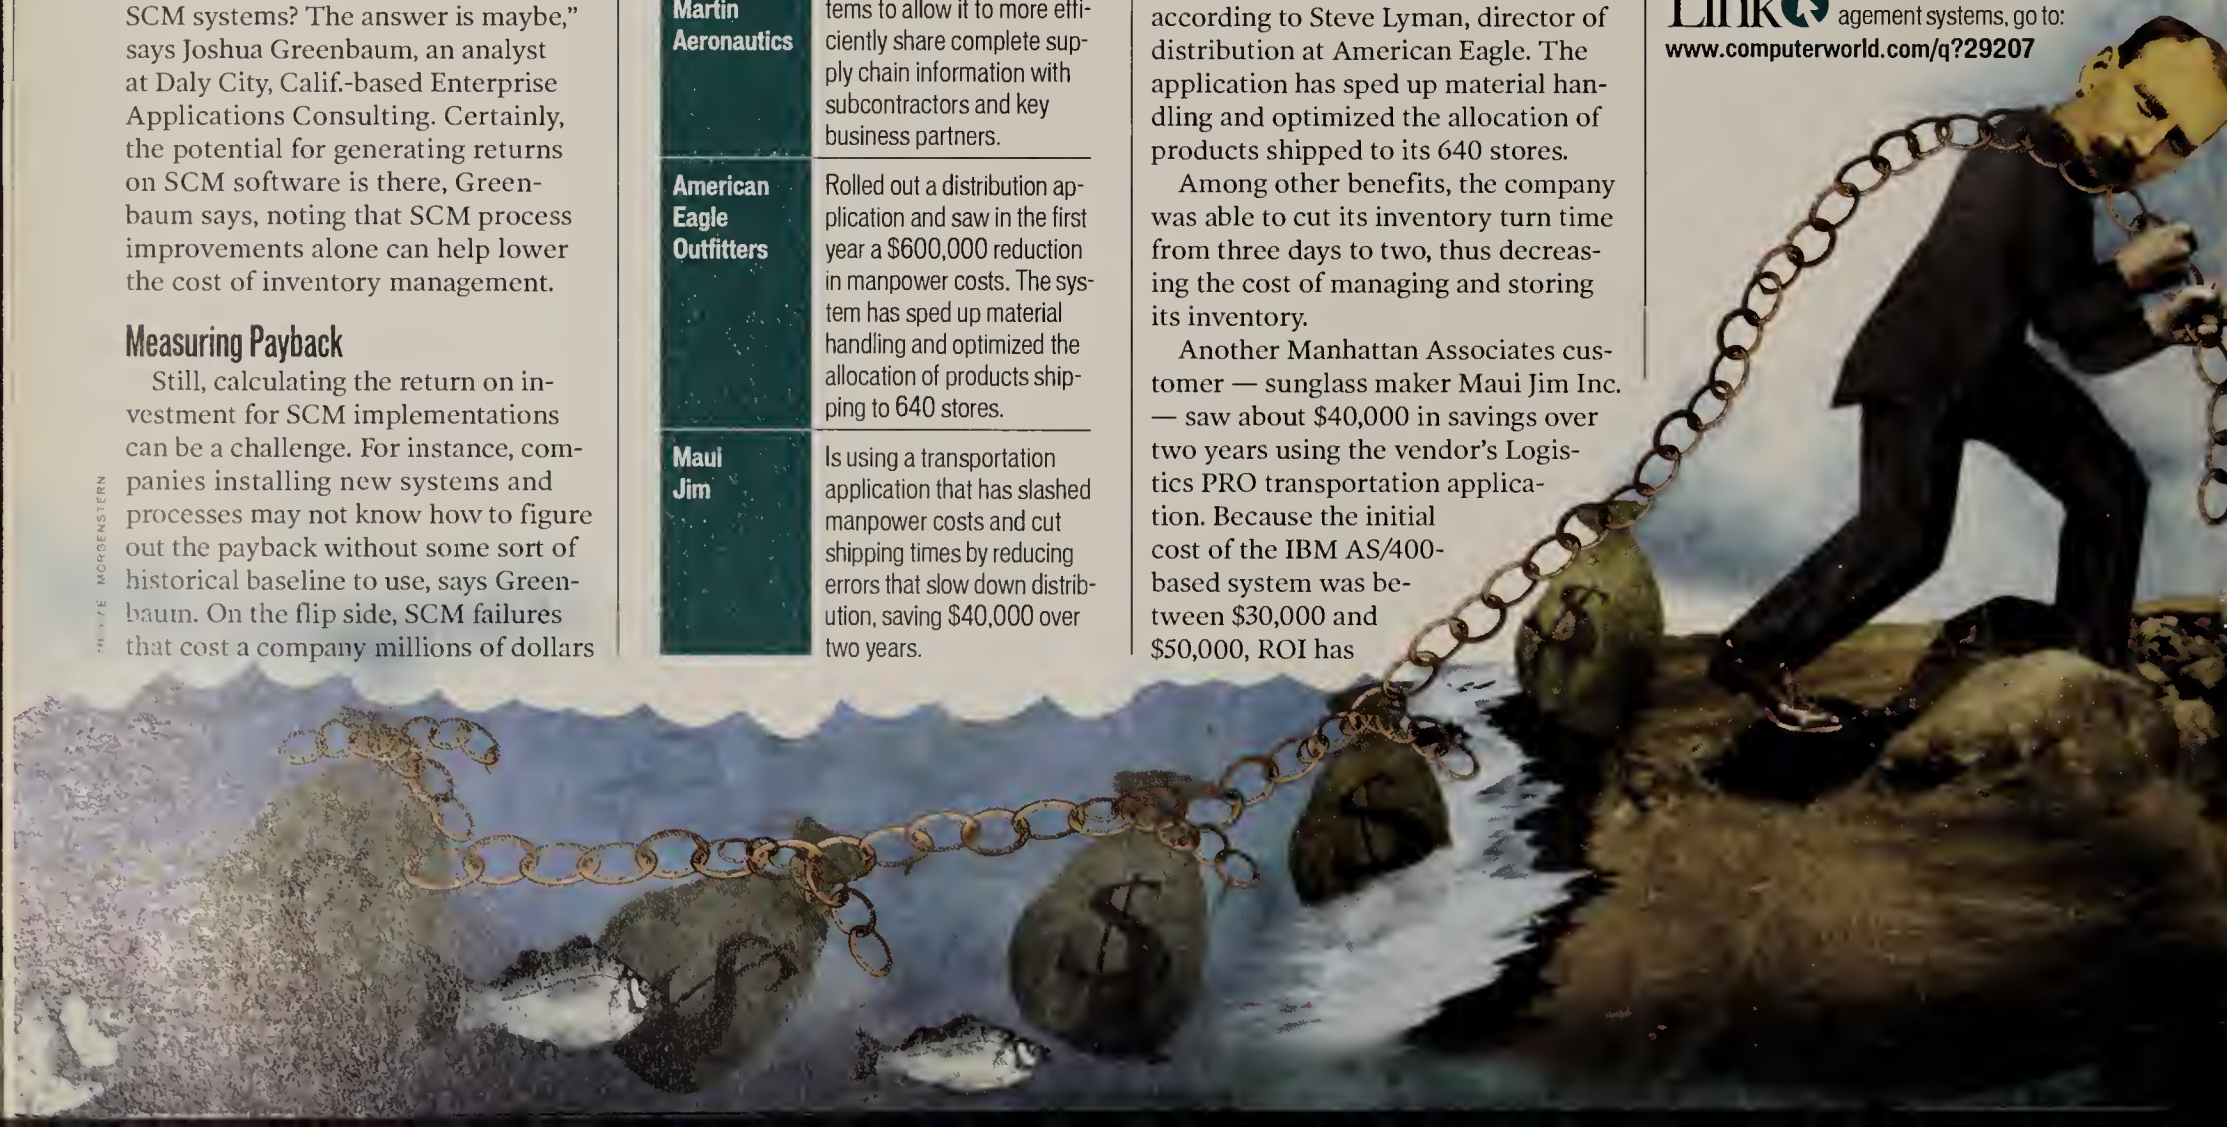 SCM systems? The answer is maybe,”
says Joshua Greenbaum, an analyst
at Daly City, Calif.-based Enterprise
Applications Consulting. Certainly,
the potential for generating returns
on SCM software is there, Green-
baum says, noting that SCM process
improvements alone can help lower
the cost of inventory management.
Measuring Payback
Still, calculating the return on in-
vestment for SCM implementations
can be a challenge. For instance, com-
panies installing new systems and
processes may not know how to figure
out the payback without some sort of
historical baseline to use, says Green-
baum. On the flip side, SCM failures
that cost a company millions of dollars
MORGENSTERN
Martin
Aeronautics
tems to allow it to more effi-
ciently share complete sup-
ply chain information with
subcontractors and key
business partners.
American
Eagle
Outfitters
Rolled out a distribution ap-
plication and saw in the first
year a $600,000 reduction
in manpower costs. The sys-
tem has sped up material
handling and optimized the
allocation of products ship-
ping to 640 stores.
Maui
Jim
Is using a transportation
application that has slashed
manpower costs and cut
shipping times by reducing
errors that slow down distrib-
ution, saving $40,000 over
two years.
according to Steve Lyman, director of
distribution at American Eagle. The
application has sped up material han-
dling and optimized the allocation of
products shipped to its 640 stores.
Among other benefits, the company
was able to cut its inventory turn time
from three days to two, thus decreas-
ing the cost of managing and storing
its inventory.
Another Manhattan Associates cus-
tomer — sunglass maker Maui Jim Inc.
— saw about $40,000 in savings over
two years using the vendor’s Logis-
tics PRO transportation applica-
tion. Because the initial
cost of the IBM AS/400-
based system was be-
tween $30,000 and
$50,000, ROI has
Link
agement systems, go to:
www.computerworld.com/q?29207
$
$
$
$